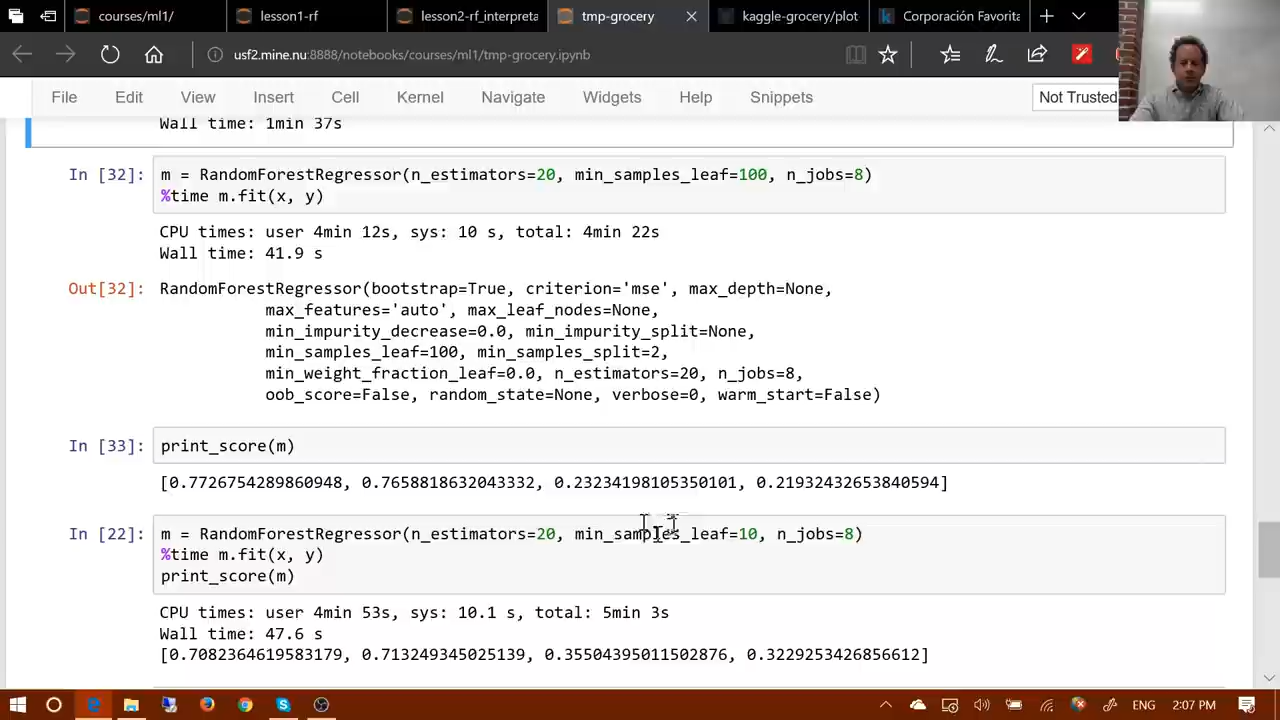 courses/ml1/
lesson1-rf
lesson2-rf_interpreta
tmp-grocery
kaggle-grocery/plot
Corporación Favorita
usf2.mine.nu:8888/notebooks/courses/ml1/tmp-grocery.ipynb
File Edit View Insert Cell Kernel Navigate Widgets Help Snippets Not Trusted
Wall time: 1min 37s
In [32]: m = RandomForestRegressor(n_estimators=20, min_samples_leaf=100, n_jobs=8)
%time m.fit(x, y)
CPU times: user 4min 12s, sys: 10 s, total: 4min 22s
Wall time: 41.9 s
Out[32]: RandomForestRegressor(bootstrap=True, criterion='mse', max_depth=None,
max_features='auto', max_leaf_nodes=None,
min_impurity_decrease=0.0, min_impurity_split=None,
min_samples_leaf=100, min_samples_split=2,
min_weight_fraction_leaf=0.0, n_estimators=20, n_jobs=8,
oob_score=False, random_state=None, verbose=0, warm_start=False)
In [33]: print_score(m)
[0.7726754289860948, 0.7658818632043332, 0.23234198105350101, 0.21932432653840594]
In [22]: m = RandomForestRegressor(n_estimators=20, min_samples_leaf=10, n_jobs=8)
%time m.fit(x, y)
print_score(m)
CPU times: user 4min 53s, sys: 10.1 s, total: 5min 3s
Wall time: 47.6 s
[0.7082364619583179, 0.713249345025139, 0.35504395011502876, 0.3229253426856612]
ENG 2:07 PM